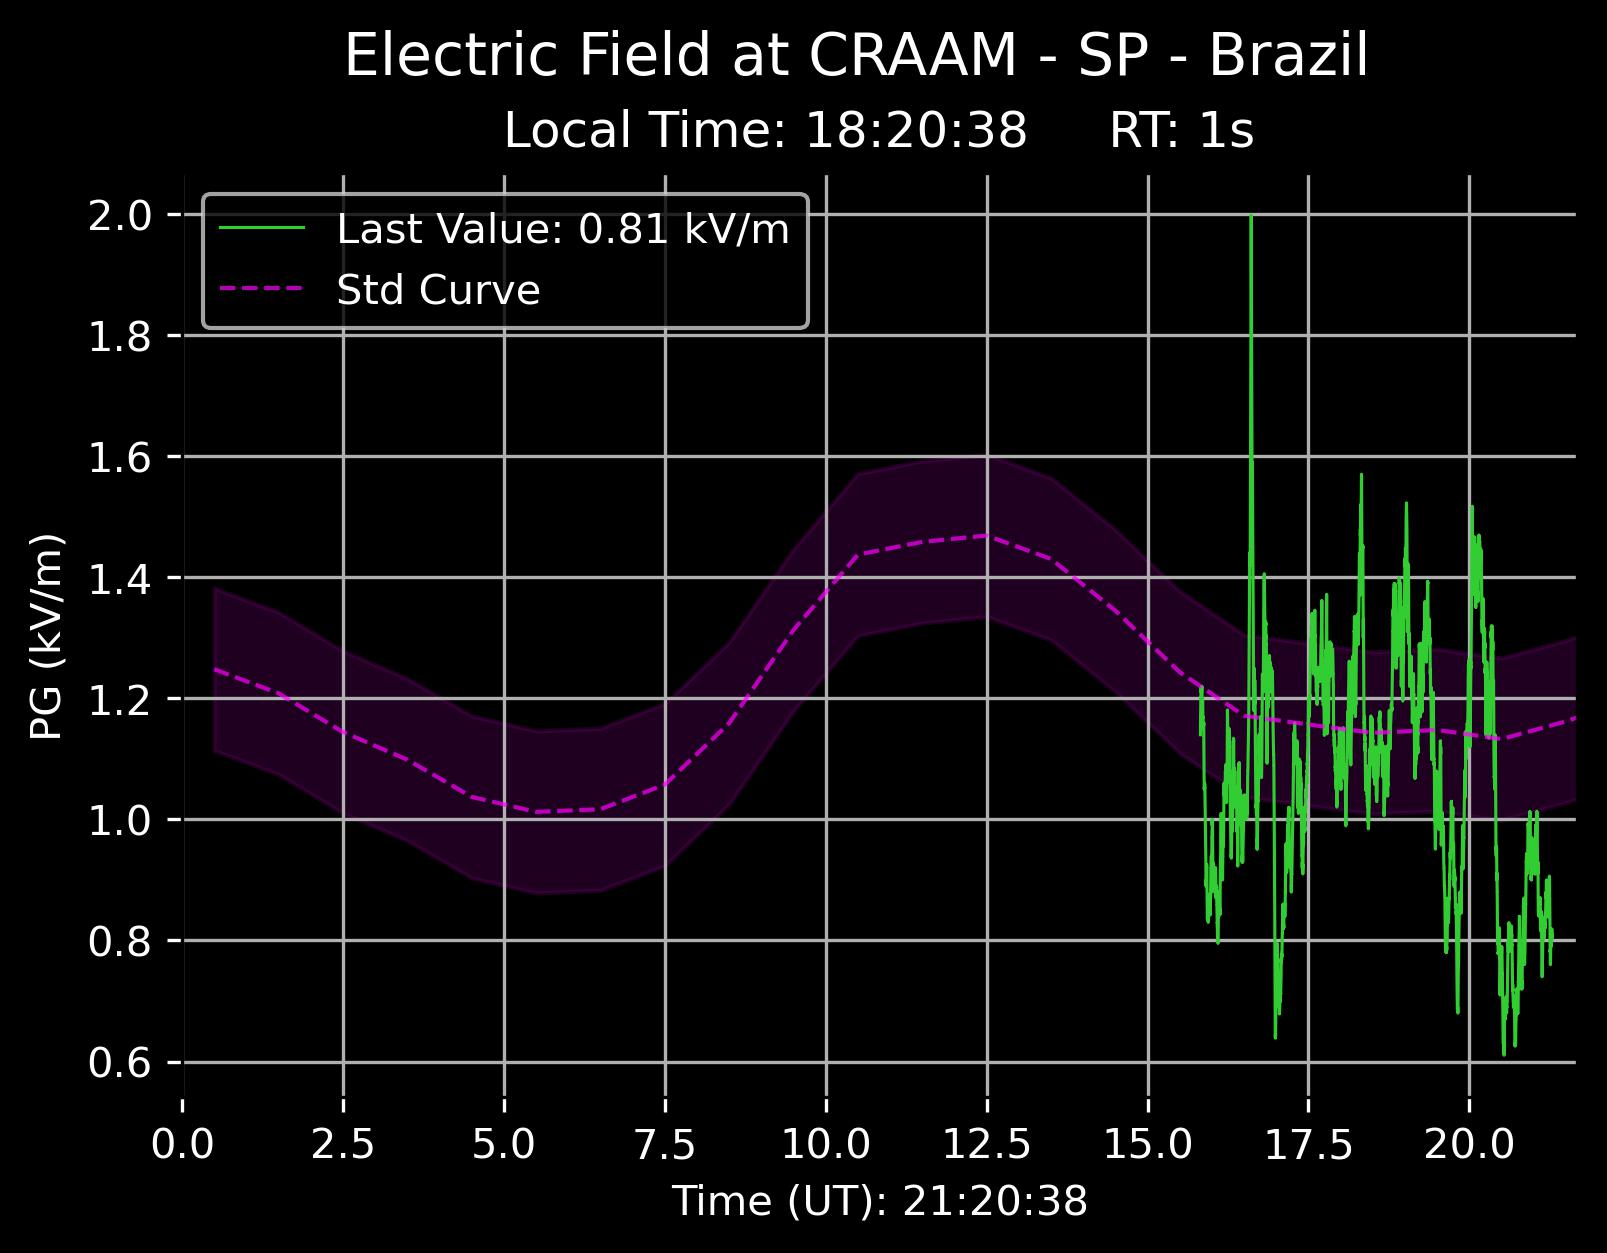 Electric Field at CRAAM - SP - Brazil
Local Time: 18:20:38 RT: 1s
Last Value: 0.81 kV/m
Std Curve
PG (kV/m)
2.0
1.8
1.6
1.4
1.2
1.0
0.8
0.6
0.0 2.5 5.0 7.5 10.0 12.5 15.0 17.5 20.0
Time (UT): 21:20:38